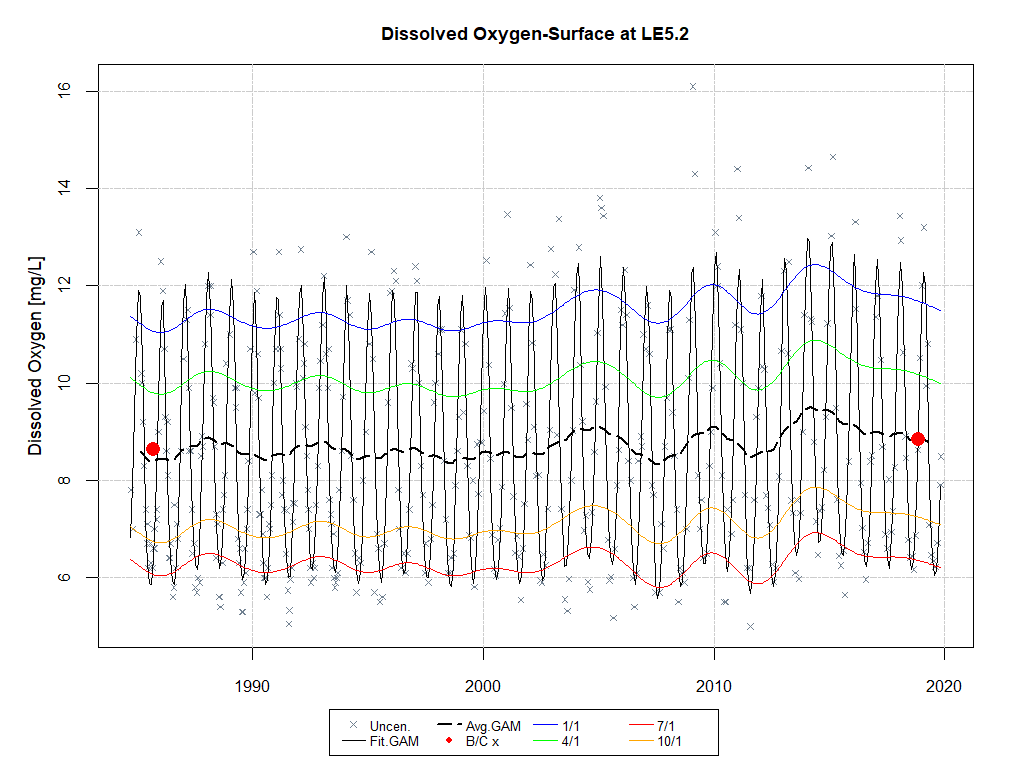 Dissolved Oxygen-Surface at LE5.2
Dissolved Oxygen [mg/L]
16
14
12
10
8
6
1990 2000 2010 2020
Uncen. Avg.GAM 1/1 7/1
Fit.GAM B/C x 4/1 10/1